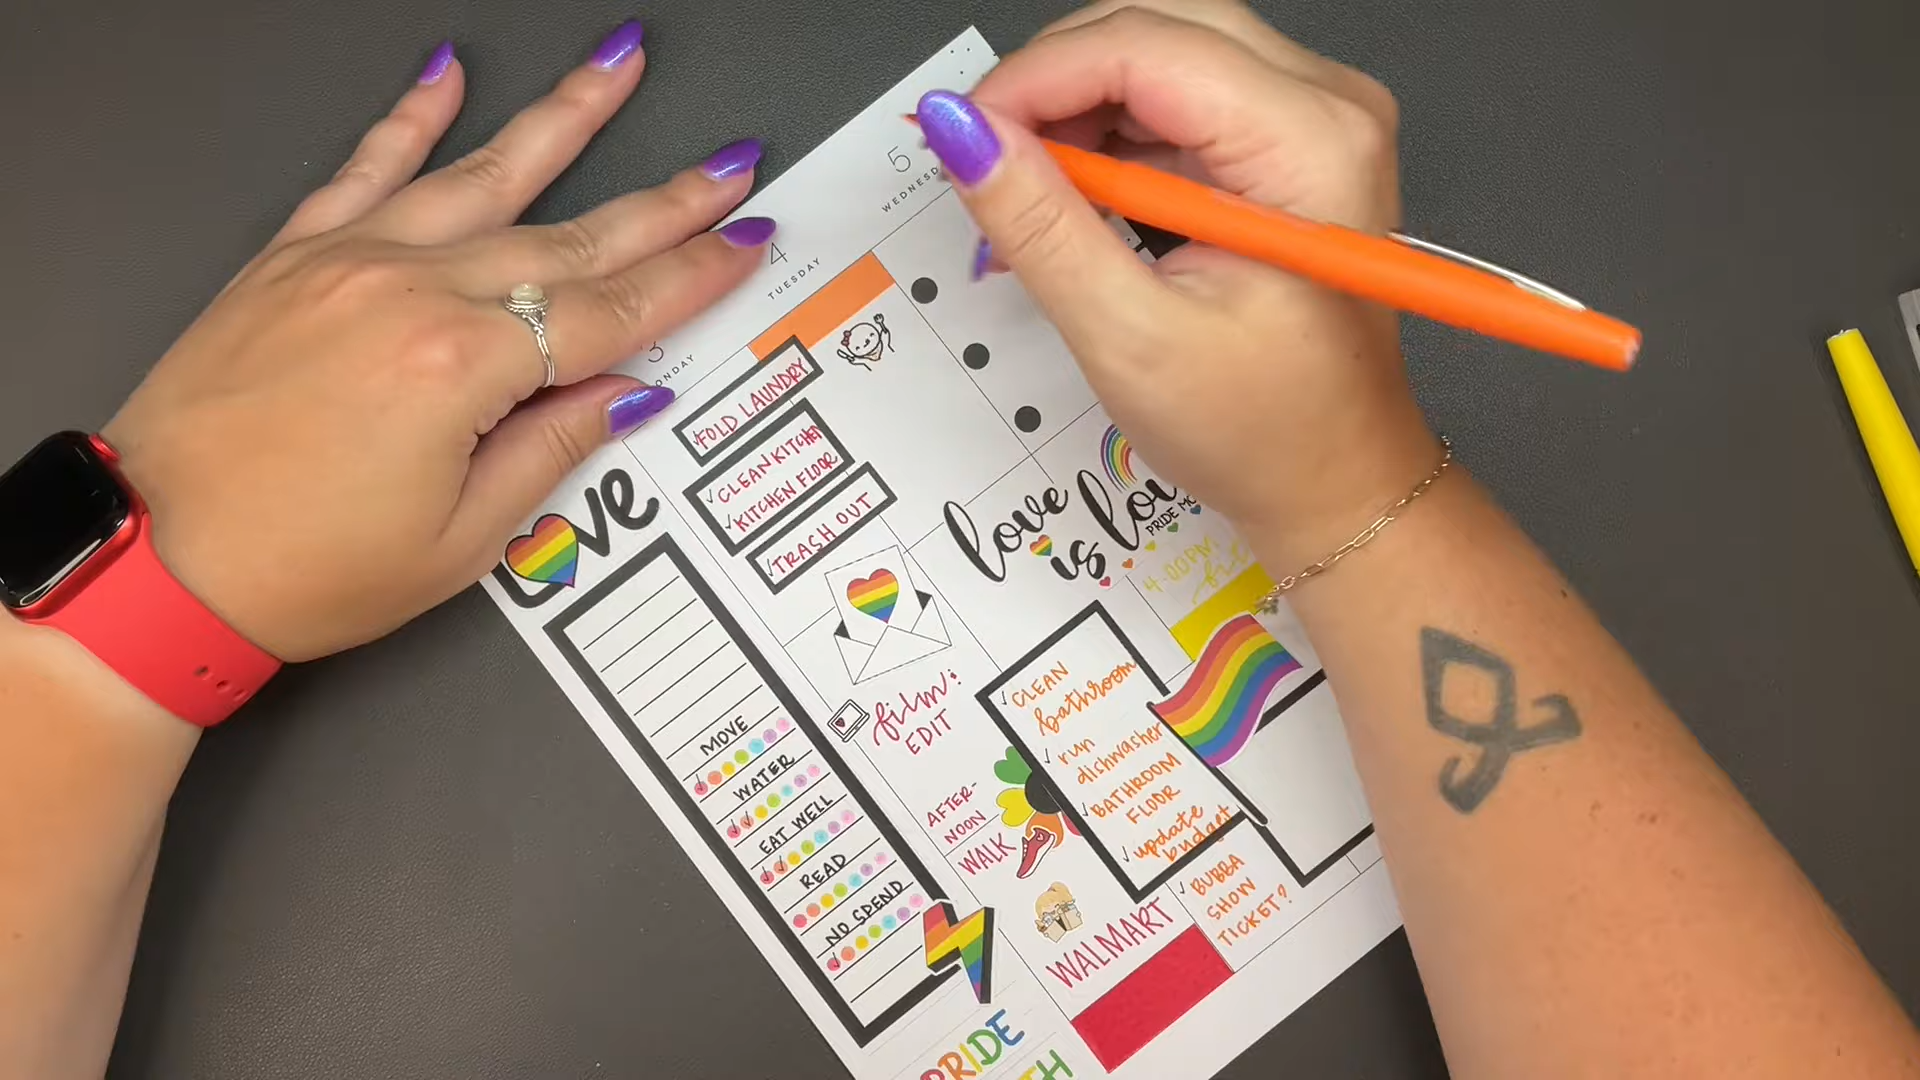 5
WEDNESD
4
TUESDAY
3
ONDAY
FOLD LAUNDRY
CLEAN KITCHEN
KITCHEN FLOOR
TRASH OUT
love
love
is
PRIDE
4:00PM
MOVE
WATER
EAT WELL
READ
NO SPEND
film:
EDIT
AFTER-
NOON
WALK
WALMART
CLEAN
bathroom
run
dishwasher
BATHROOM
FLOOR
update
budget
BUBBA
SHOW
TICKET?
PRIDE